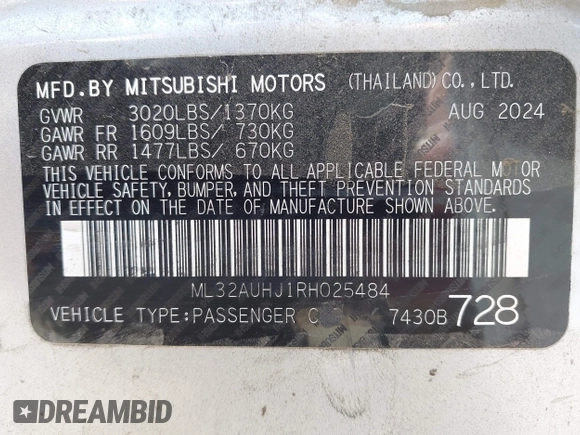 MFD.BY MITSUBISHI MOTORS (THAILAND)CO.,LTD.
GVWR 3020LBS/1370KG AUG 2024
GAWR FR 1609LBS/ 730KG
GAWR RR 1477LBS/ 670KG
THIS VEHICLE CONFORMS TO ALL APPLICABLE FEDERAL MOTOR
VEHICLE SAFETY, BUMPER, AND THEFT PREVENTION STANDARDS
IN EFFECT ON THE DATE OF MANUFACTURE SHOWN ABOVE.
ML32AUHJ1RH025484
VEHICLE TYPE:PASSENGER C 7430B 728
DREAMBID